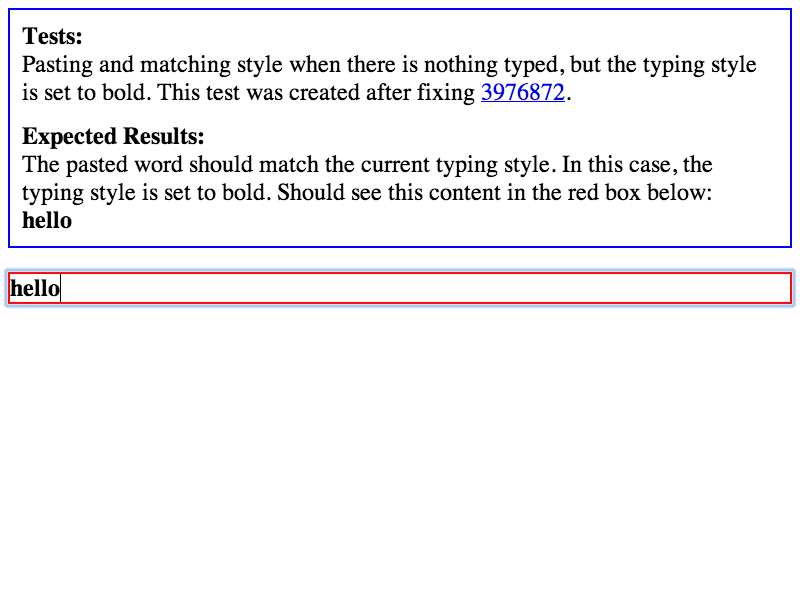 Tests:
Pasting and matching style when there is nothing typed, but the typing style
is set to bold. This test was created after fixing 3976872.
Expected Results:
The pasted word should match the current typing style. In this case, the
typing style is set to bold. Should see this content in the red box below:
hello
hello